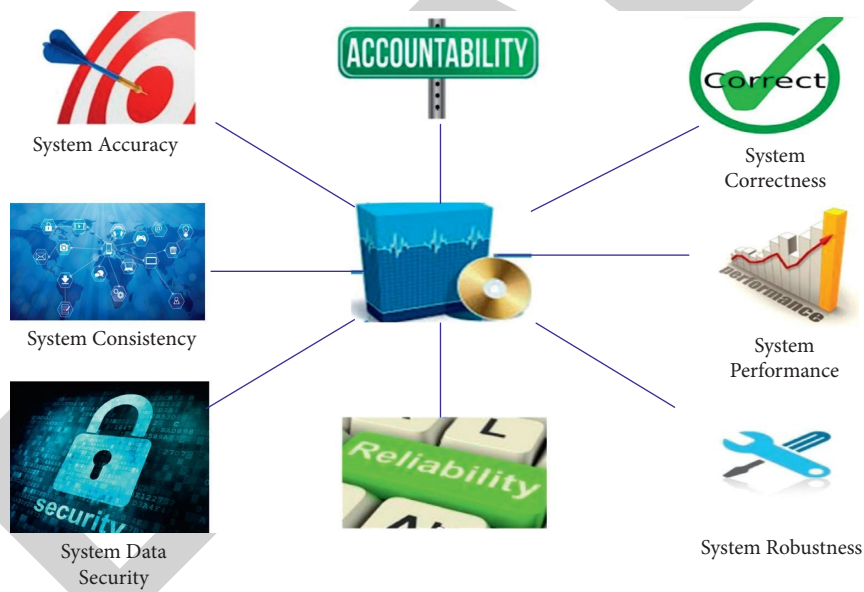 ACCOUNTABILITY
Correct
System Accuracy
System
Correctness
performance
System Consistency
System
Performance
L
Reliability
security
System Data
Security
System Robustness